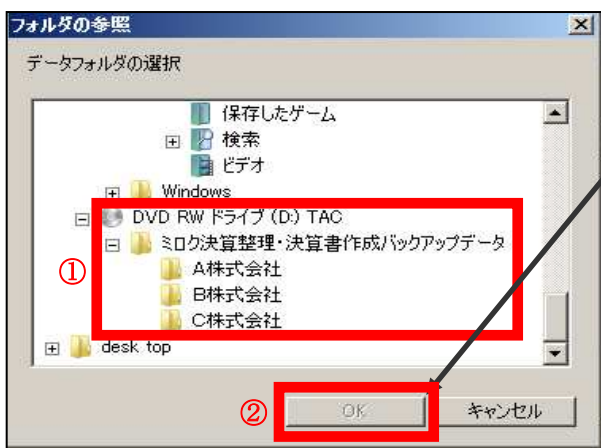 フォルダの参照
データフォルダの選択
保存したゲーム
検索
ビデオ
Windows
DVD RW ドライブ (D:) TAC
ミロク決算整理・決算書作成バックアップデータ
①
A株式会社
B株式会社
C株式会社
desk top
②
OK
キャンセル